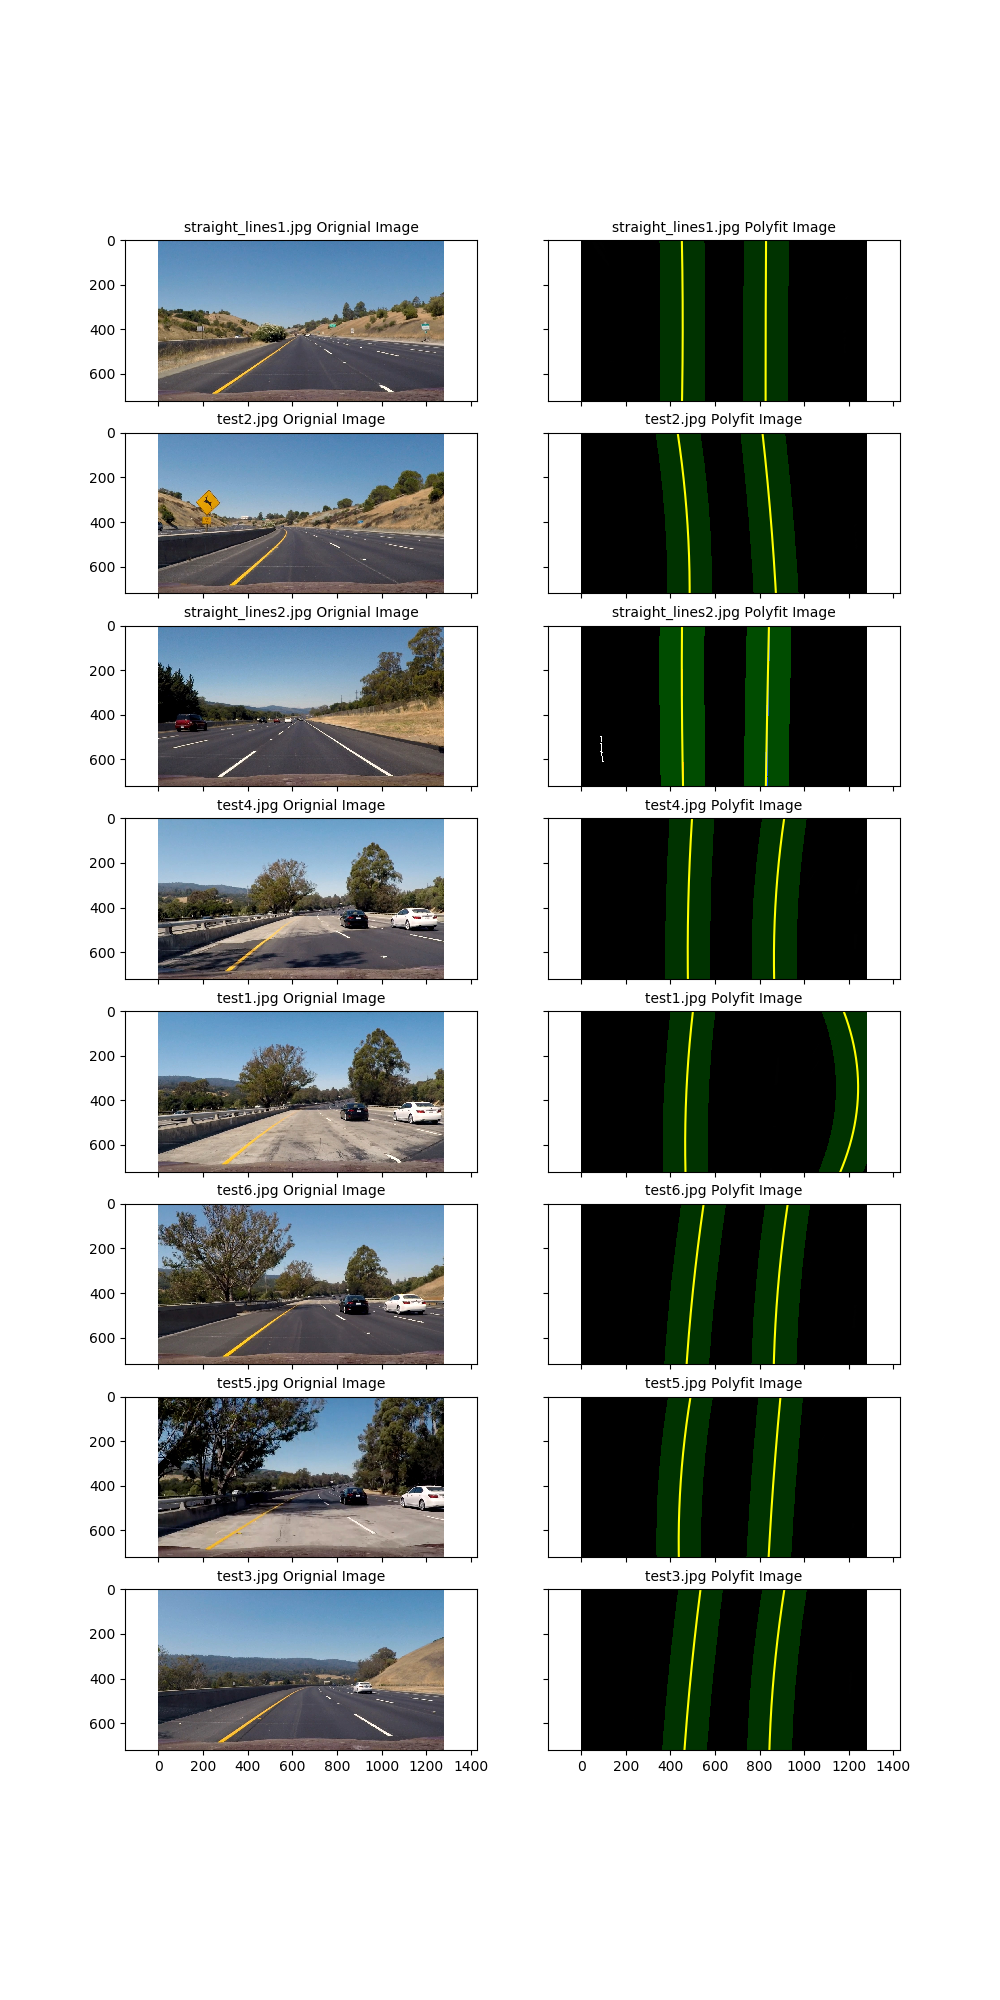 straight_lines1.jpg Orignial Image
straight_lines1.jpg Polyfit Image
0
200
400
600
test2.jpg Orignial Image
test2.jpg Polyfit Image
0
200
400
600
straight_lines2.jpg Orignial Image
straight_lines2.jpg Polyfit Image
0
200
400
600
test4.jpg Orignial Image
test4.jpg Polyfit Image
0
200
400
600
test1.jpg Orignial Image
test1.jpg Polyfit Image
0
200
400
600
test6.jpg Orignial Image
test6.jpg Polyfit Image
0
200
400
600
test5.jpg Orignial Image
test5.jpg Polyfit Image
0
200
400
600
test3.jpg Orignial Image
test3.jpg Polyfit Image
0
200
400
600
0 200 400 600 800 1000 1200 1400
0 200 400 600 800 1000 1200 1400